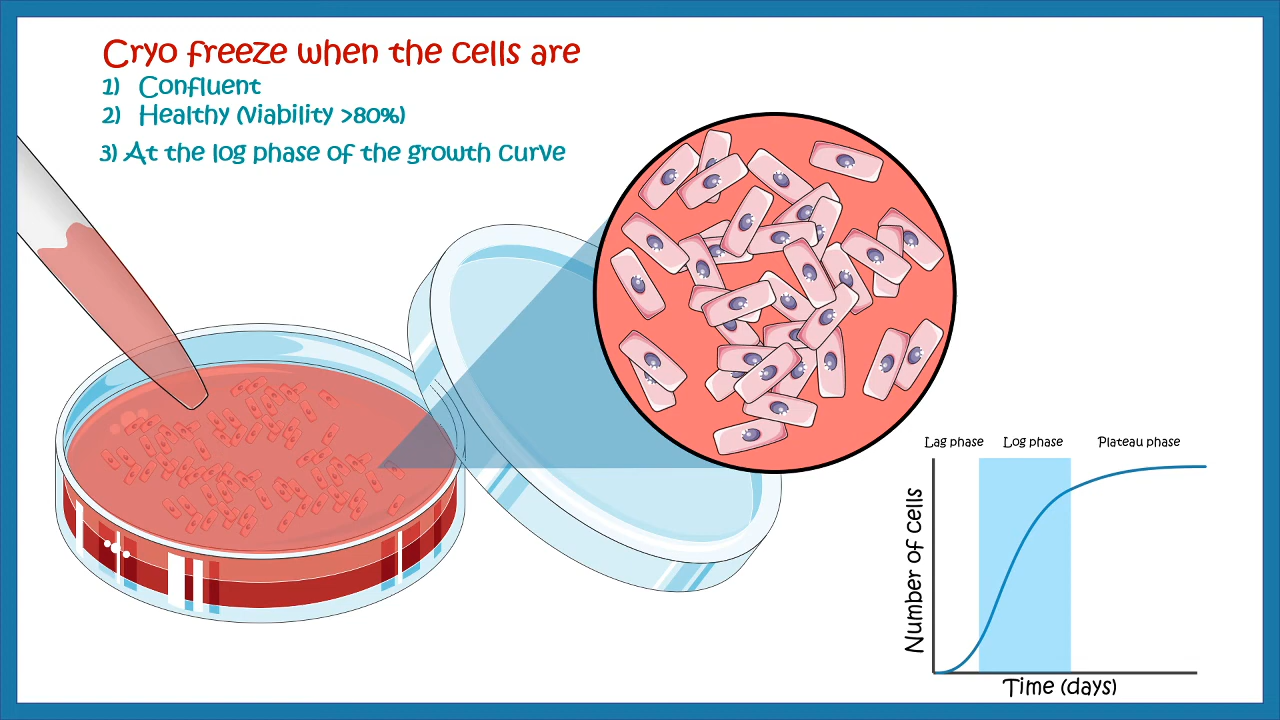 Cryo freeze when the cells are
1) Confluent
2) Healthy (Viability >80%)
3) At the log phase of the growth curve
Lag phase Log phase Plateau phase
Number of cells
Time (days)